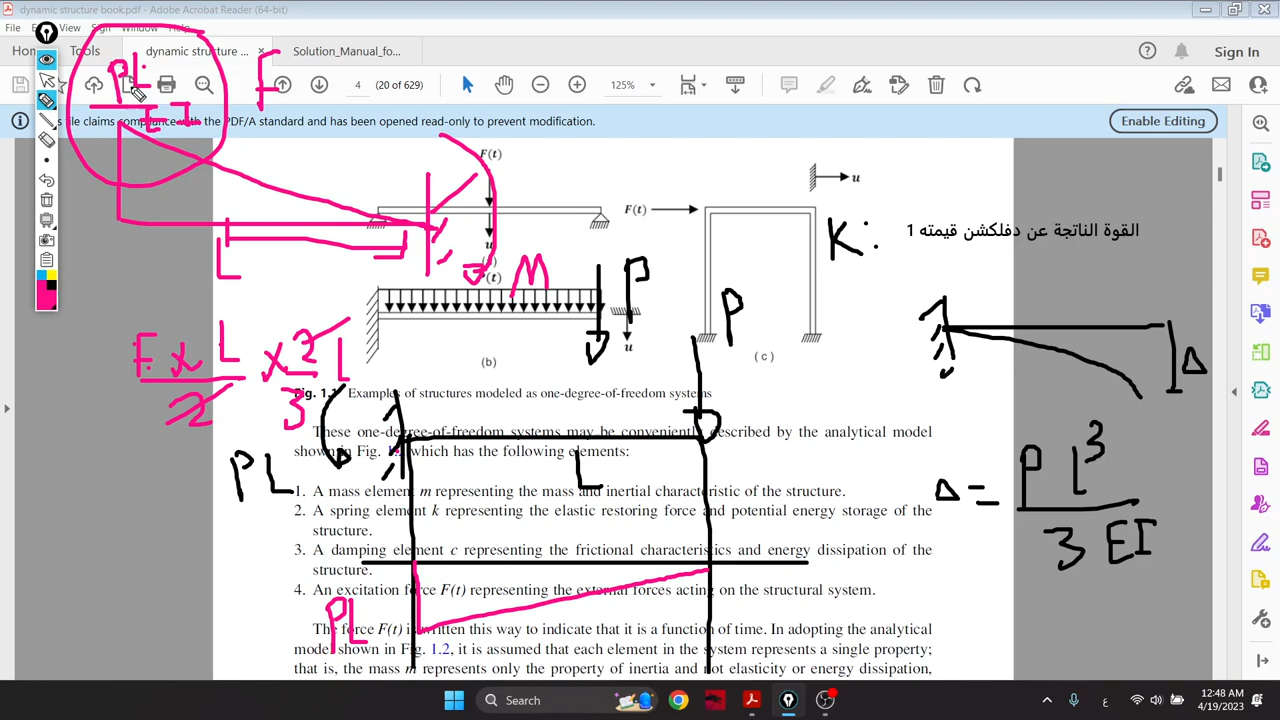 dynamic structure book.pdf - Adobe Acrobat Reader (64-bit)
File View Sign Window Help
Tools
dynamic structure ... ×
Solution_Manual_fo...
Sign In
4 (20 of 629)
125%
PL
EI
F
file claims compliance with the PDF/A standard and has been opened read-only to prevent modification.
Enable Editing
F(t)
u
u
F(t)
K:
القوة الناتجة عن دفلكشن قيمته 1
L
M
P
P
u
(b)
(c)
Δ
F x L
2
x 2 L
3
Examples of structures modeled as one-degree-of-freedom systems
These one-degree-of-freedom systems may be conveniently described by the analytical model
shown in Fig. 1.2, which has the following elements:
PL
L
Δ = P L3
3 EI
1. A mass element m representing the mass and inertial characteristic of the structure.
2. A spring element k representing the elastic restoring force and potential energy storage of the
structure.
3. A damping element c representing the frictional characteristics and energy dissipation of the
structure.
4. An excitation force F(t) representing the external forces acting on the structural system.
PL
The force F(t) is written this way to indicate that it is a function of time. In adopting the analytical
model shown in Fig. 1.2, it is assumed that each element in the system represents a single property;
that is, the mass m represents only the property of inertia and not elasticity or energy dissipation,
Search
ع
12:48 AM
4/19/2023